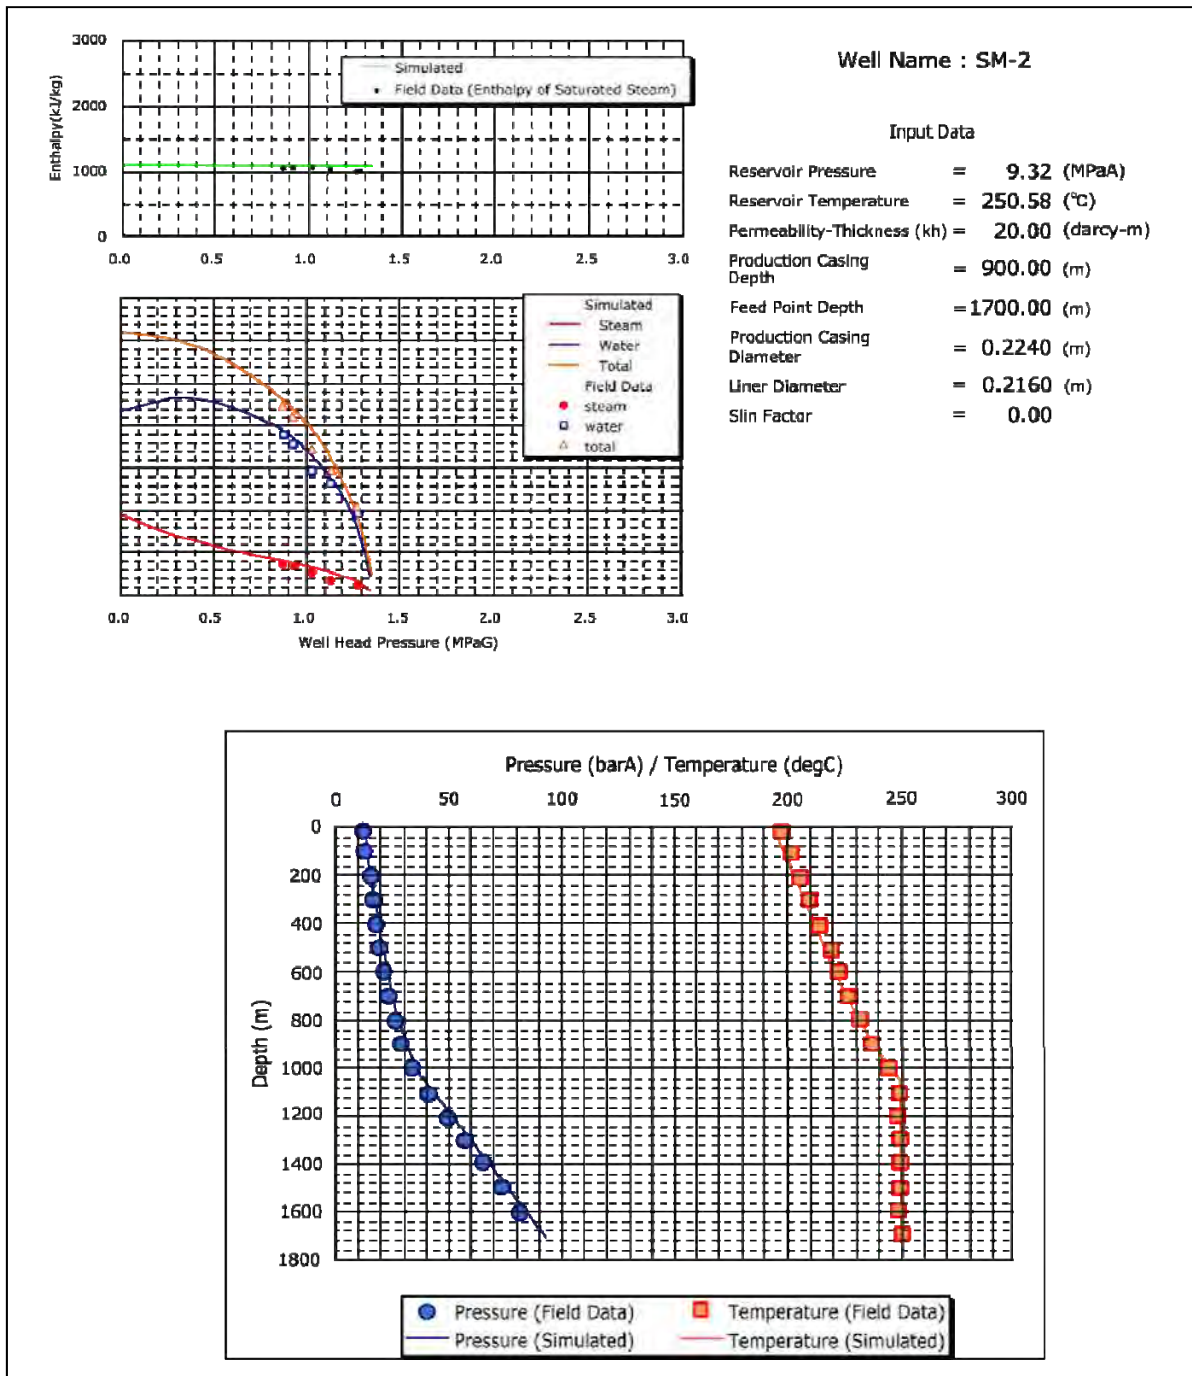 3000
2000
1000
0
Enthalpy(kJ/kg)
Simulated
Field Data (Enthalpy of Saturated Steam)
0.0 0.5 1.0 1.5 2.0 2.5 3.0
Well Name : SM-2
Input Data
Reservoir Pressure = 9.32 (MPaA)
Reservoir Temperature = 250.58 (℃)
Permeability-Thickness (kh) = 20.00 (darcy-m)
Production Casing
Depth = 900.00 (m)
Feed Point Depth =1700.00 (m)
Production Casing
Diameter = 0.2240 (m)
Liner Diameter = 0.2160 (m)
Slin Factor = 0.00
Simulated
Steam
Water
Total
Field Data
steam
water
total
0.0 0.5 1.0 1.5 2.0 2.5 3.0
Well Head Pressure (MPaG)
Pressure (barA) / Temperature (degC)
0 50 100 150 200 250 300
Depth (m)
0
200
400
600
800
1000
1200
1400
1600
1800
Pressure (Field Data) Temperature (Field Data)
Pressure (Simulated) Temperature (Simulated)